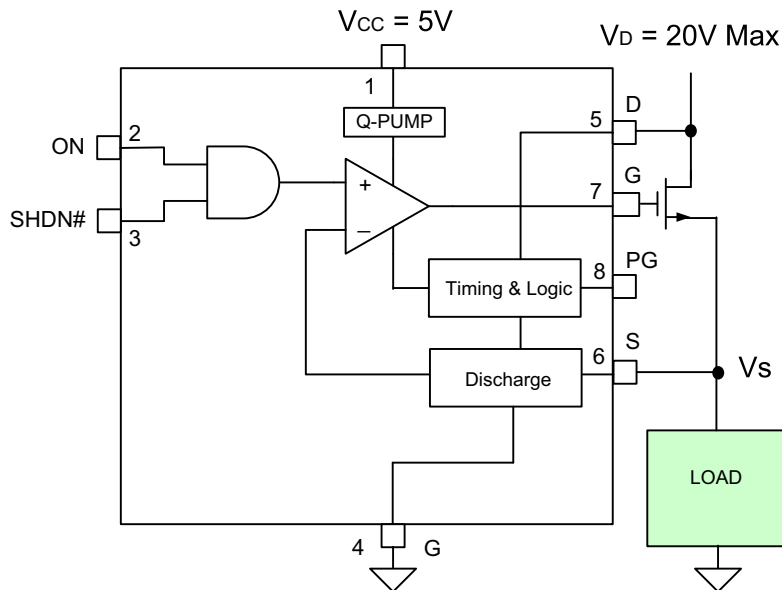 VCC = 5V
VD = 20V Max
1
D
Q-PUMP
5
2
ON
G
+
7
SHDN#
3
−
PG
8
Timing & Logic
S
6
Vs
Discharge
LOAD
4
G